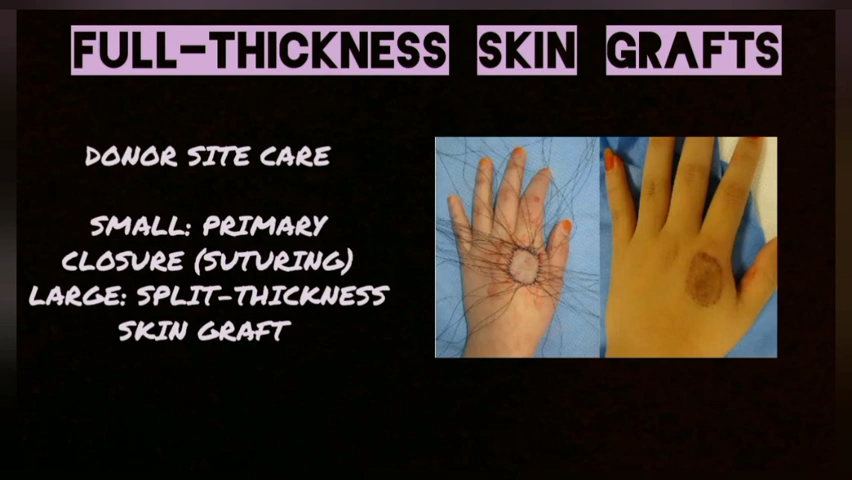 FULL-THICKNESS SKIN GRAFTS
DONOR SITE CARE
SMALL: PRIMARY
CLOSURE (SUTURING)
LARGE: SPLIT-THICKNESS
SKIN GRAFT